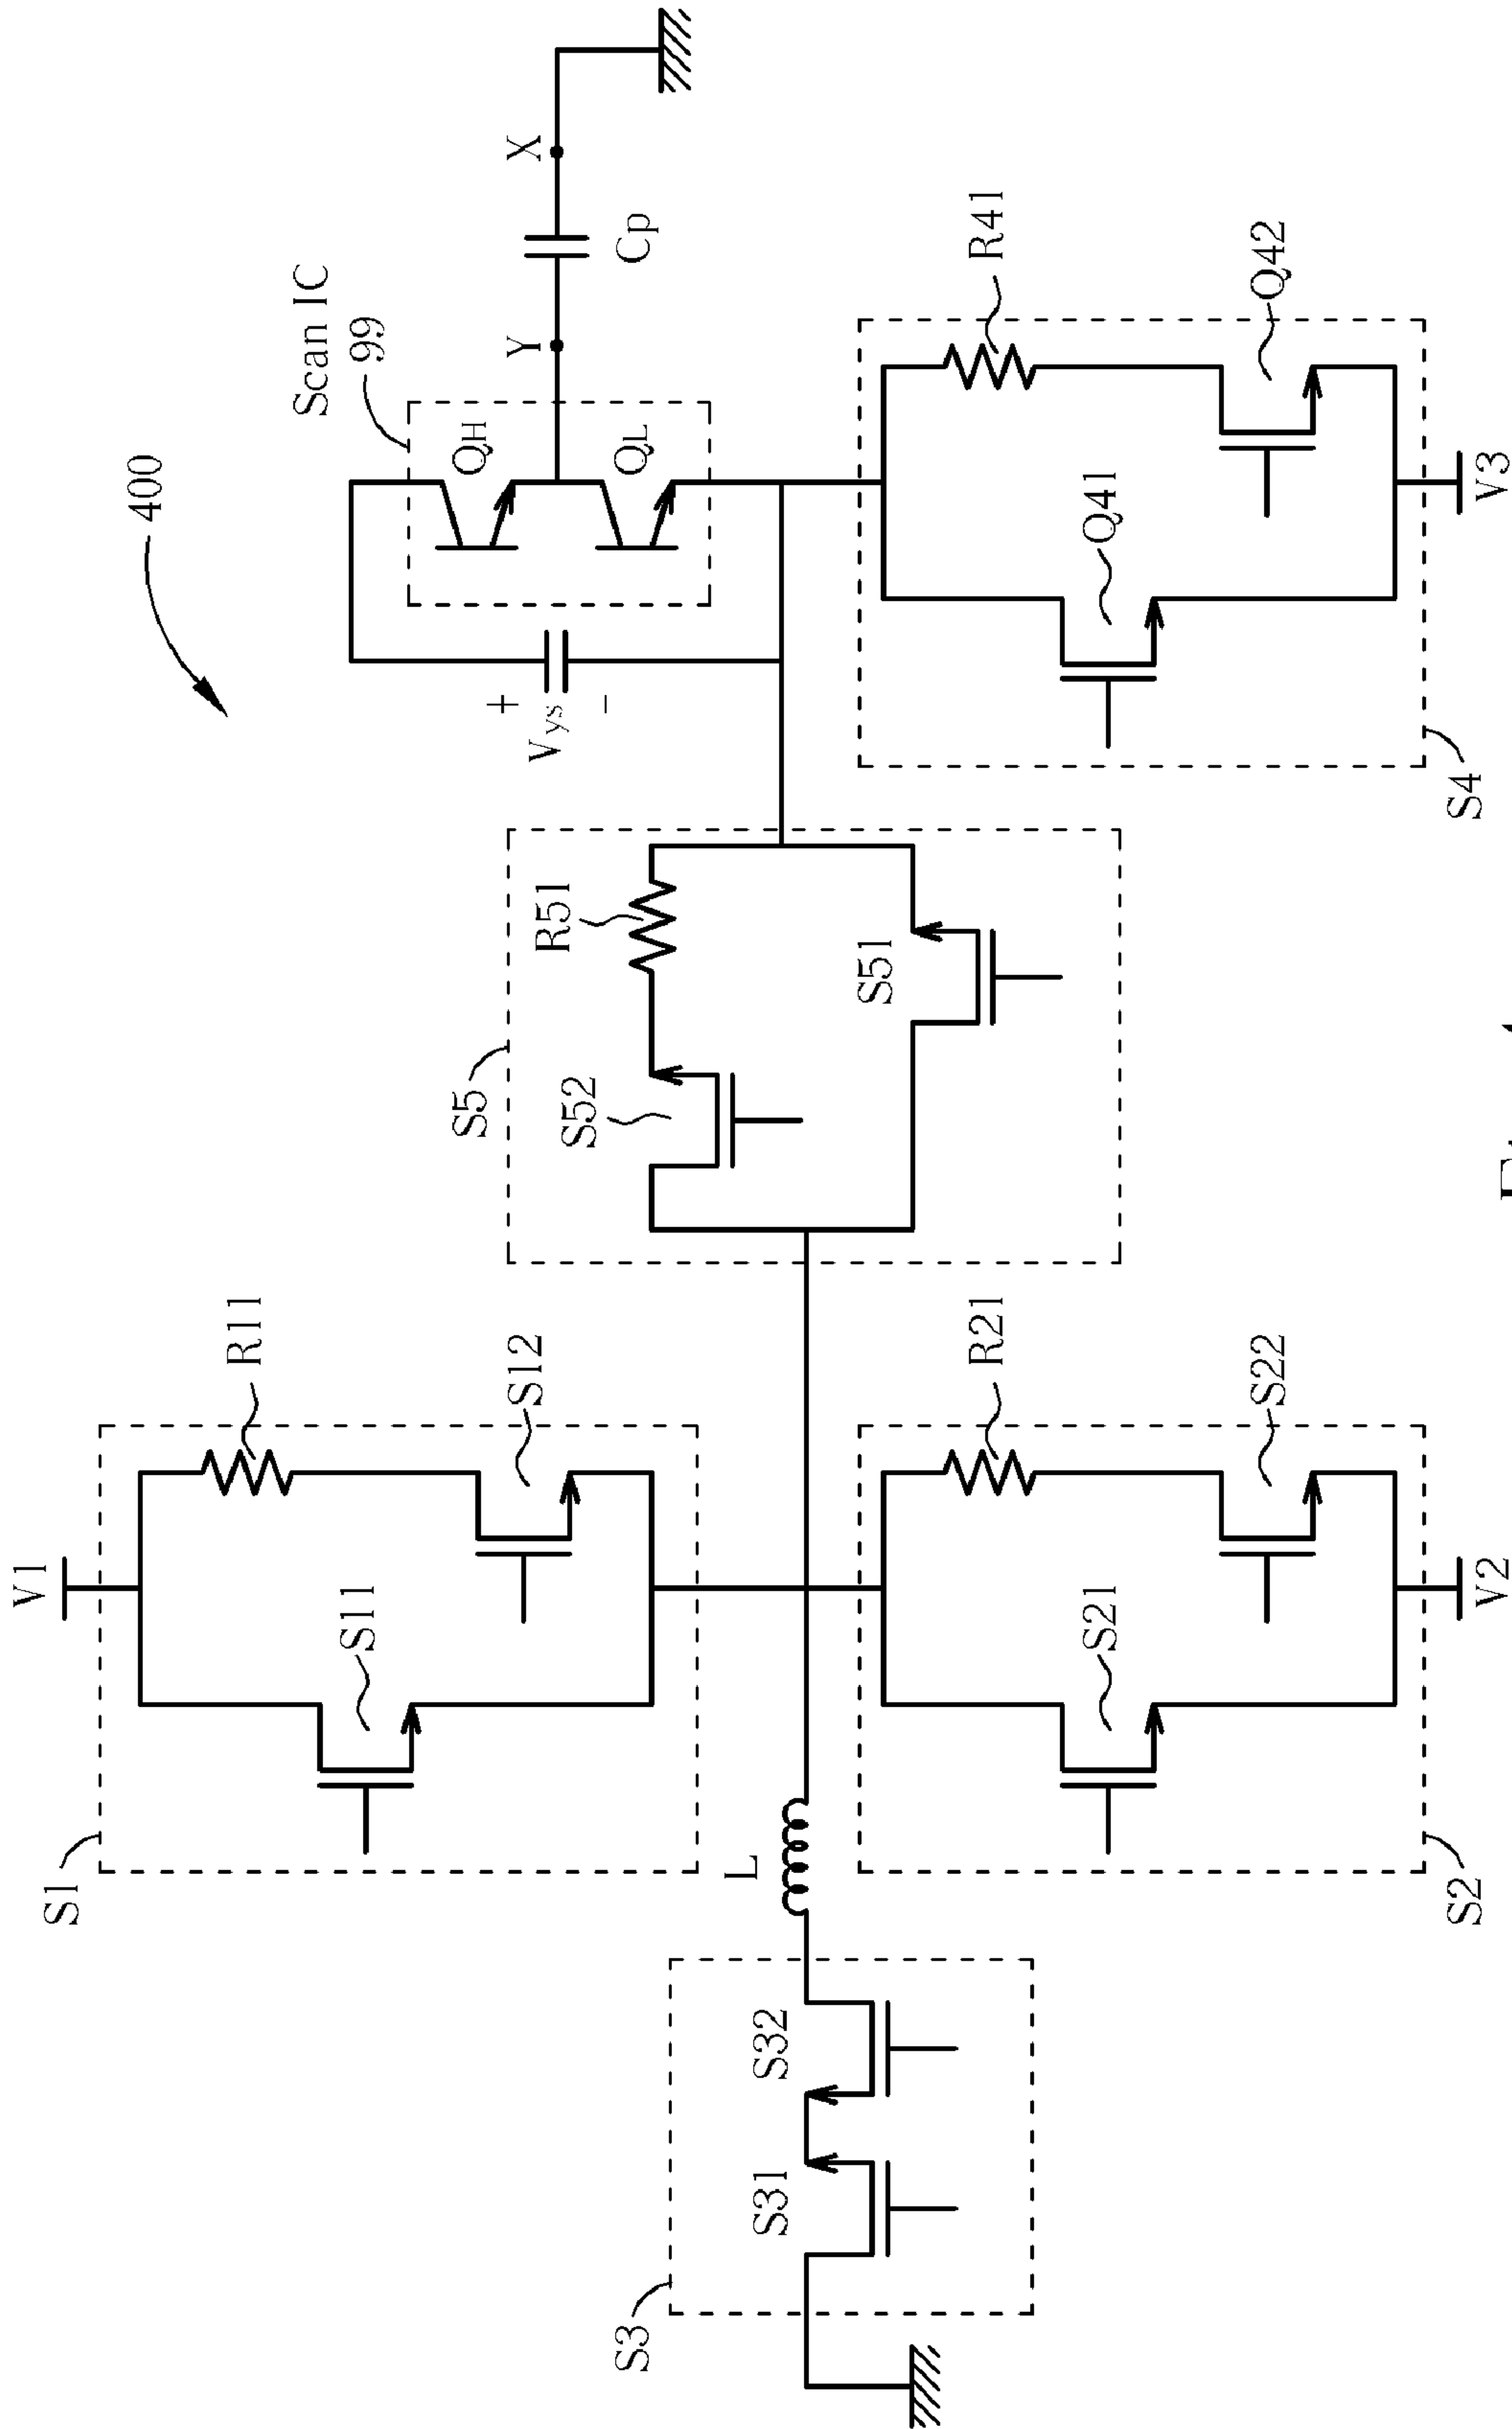 400
Scan IC
99
QH
QL
Y
X
Cp
+
Vys
-
V1
S1
S11
R11
S12
S5
S52
R51
S51
S3
S31
S32
L
S2
S21
R21
S22
V2
S4
Q41
R41
Q42
V3